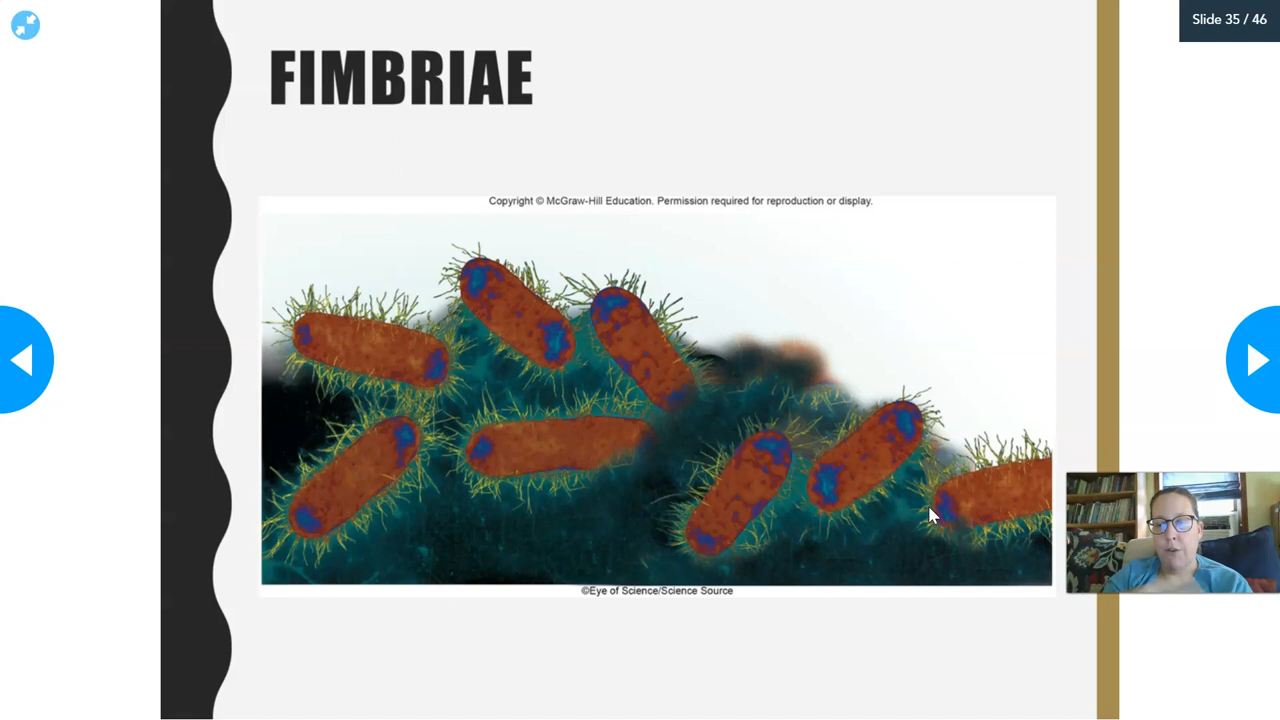 Slide 35 / 46
FIMBRIAE
Copyright © McGraw-Hill Education. Permission required for reproduction or display.
©Eye of Science/Science Source